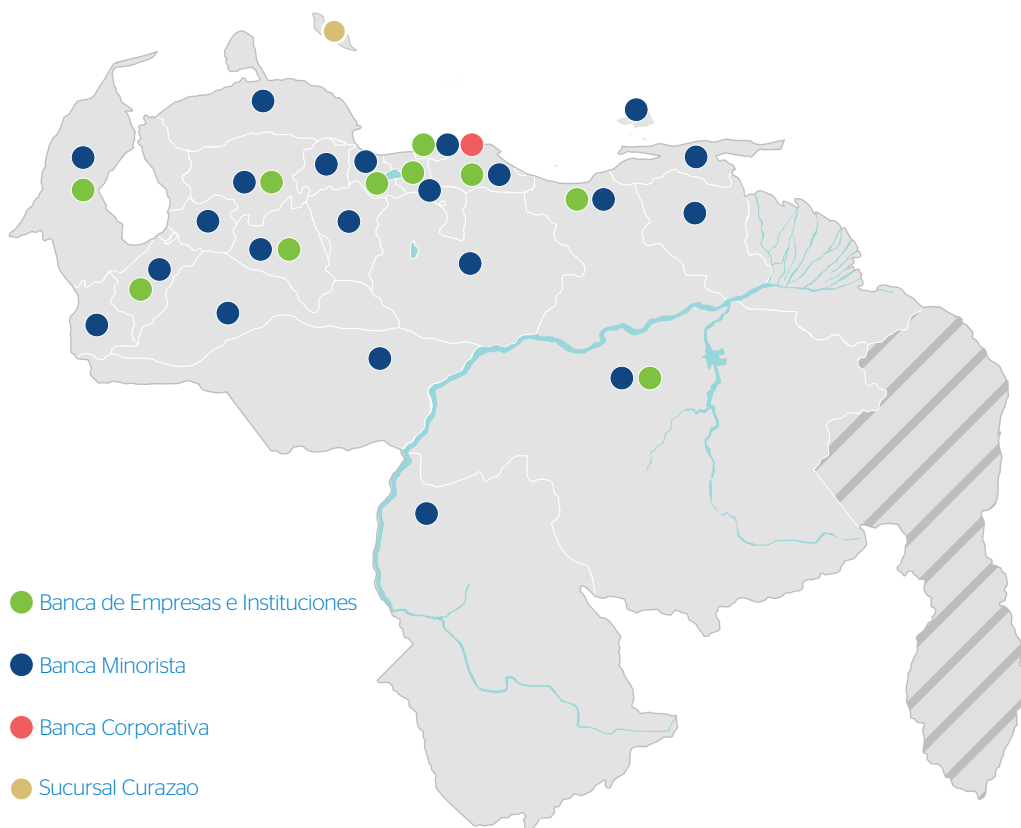 Banca de Empresas e Instituciones
Banca Minorista
Banca Corporativa
Sucursal Curazao